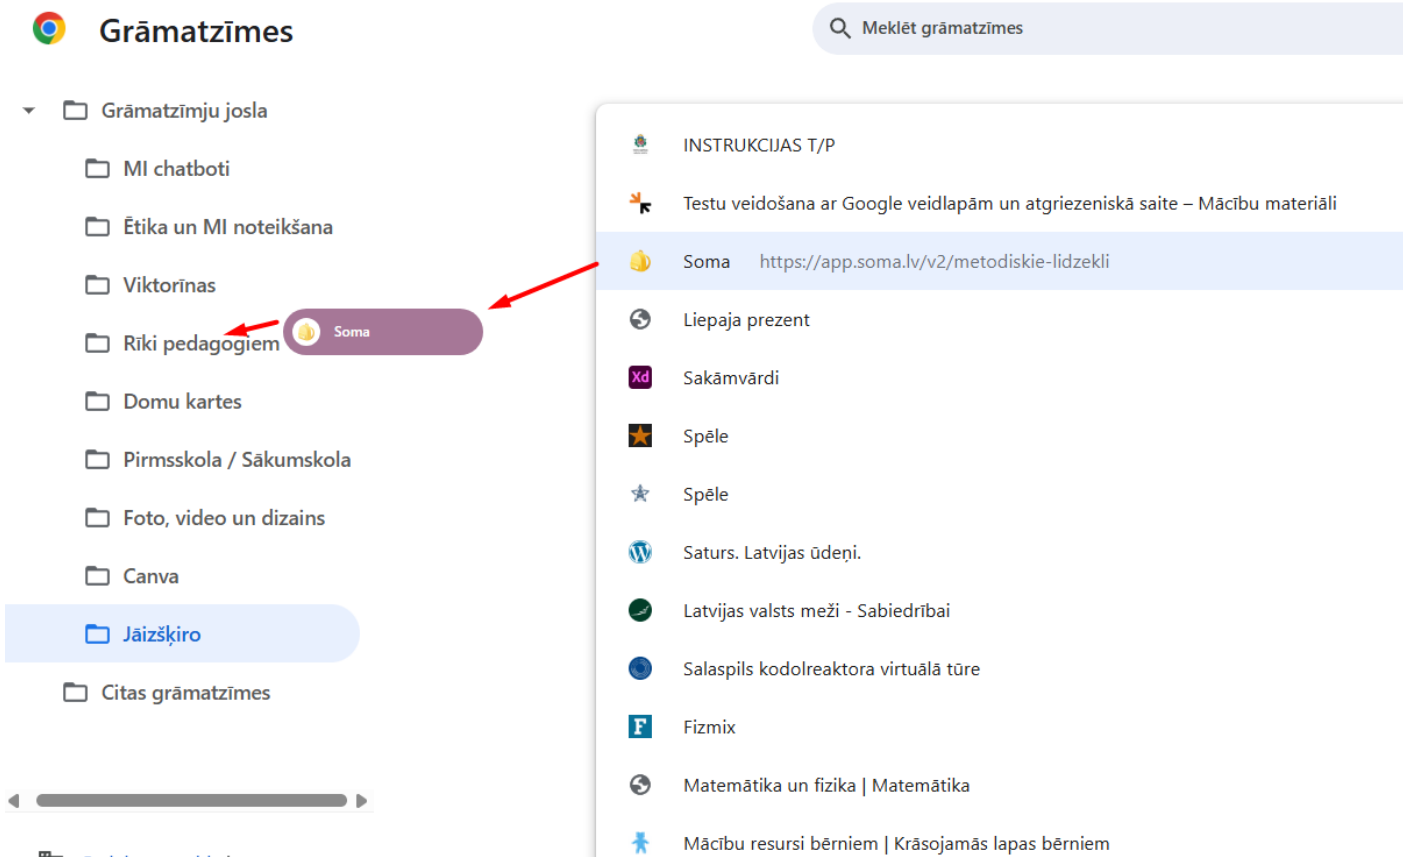 Grāmatzīmes
Meklēt grāmatzīmes
Grāmatzīmju josla
MI chatboti
Ētika un MI noteikšana
Viktorīnas
Rīki pedagogiem
Soma
Domu kartes
Pirmsskola / Sākumskola
Foto, video un dizains
Canva
Jāizšķiro
Citas grāmatzīmes
INSTRUKCIJAS T/P
Testu veidošana ar Google veidlapām un atgriezeniskā saite – Mācību materiāli
Soma https://app.soma.lv/v2/metodiskie-lidzekli
Liepaja prezent
Xd Sakāmvārdi
Spēle
Spēle
Saturs. Latvijas ūdeņi.
Latvijas valsts meži - Sabiedrībai
Salaspils kodolreaktora virtuālā tūre
F Fizmix
Matemātika un fizika | Matemātika
Mācību resursi bērniem | Krāsojamās lapas bērniem